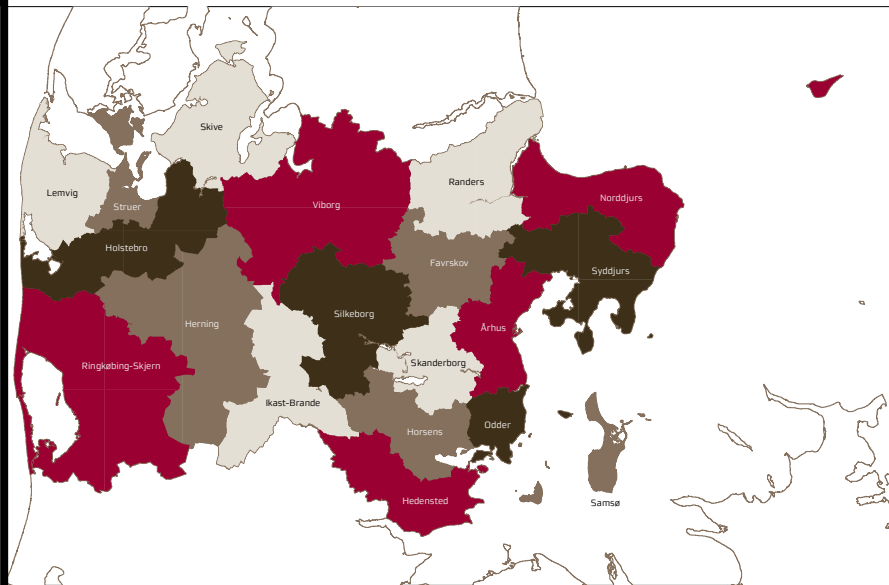 Skive
Lemvig
Randers
Struer
Viborg
Norddjurs
Holstebro
Favrskov
Syddjurs
Silkeborg
Herning
Århus
Skanderborg
Ringkøbing-Skjern
Ikast-Brande
Odder
Horsens
Hedensted
Samsø